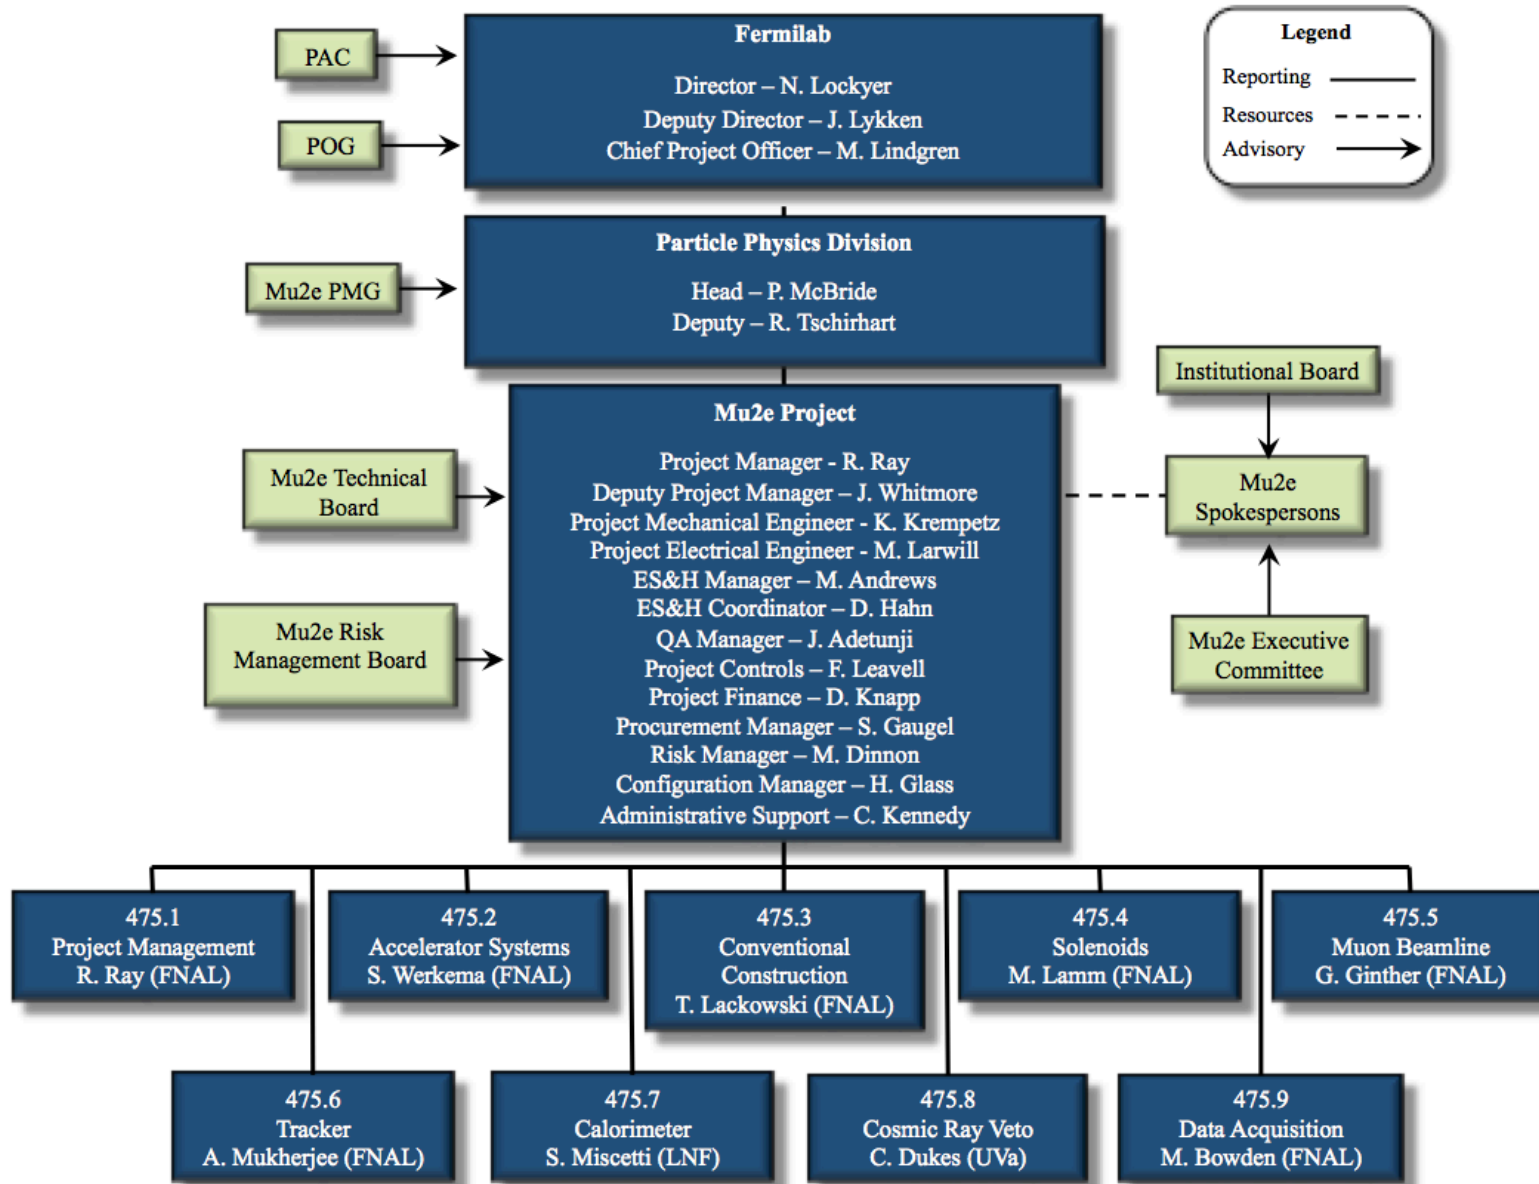 Fermilab
Director – N. Lockyer
Deputy Director – J. Lykken
Chief Project Officer – M. Lindgren
PAC
POG
Legend
Reporting
Resources
Advisory
Particle Physics Division
Head – P. McBride
Deputy – R. Tschirhart
Mu2e PMG
Institutional Board
Mu2e Project
Project Manager - R. Ray
Deputy Project Manager – J. Whitmore
Project Mechanical Engineer - K. Krempetz
Project Electrical Engineer - M. Larwill
ES&H Manager – M. Andrews
ES&H Coordinator – D. Hahn
QA Manager – J. Adetunji
Project Controls – F. Leavell
Project Finance – D. Knapp
Procurement Manager – S. Gaugel
Risk Manager – M. Dinnon
Configuration Manager – H. Glass
Administrative Support – C. Kennedy
Mu2e Technical
Board
Mu2e Risk
Management Board
Mu2e
Spokespersons
Mu2e Executive
Committee
475.1
Project Management
R. Ray (FNAL)
475.2
Accelerator Systems
S. Werkema (FNAL)
475.3
Conventional
Construction
T. Lackowski (FNAL)
475.4
Solenoids
M. Lamm (FNAL)
475.5
Muon Beamline
G. Ginther (FNAL)
475.6
Tracker
A. Mukherjee (FNAL)
475.7
Calorimeter
S. Miscetti (LNF)
475.8
Cosmic Ray Veto
C. Dukes (UVa)
475.9
Data Acquisition
M. Bowden (FNAL)